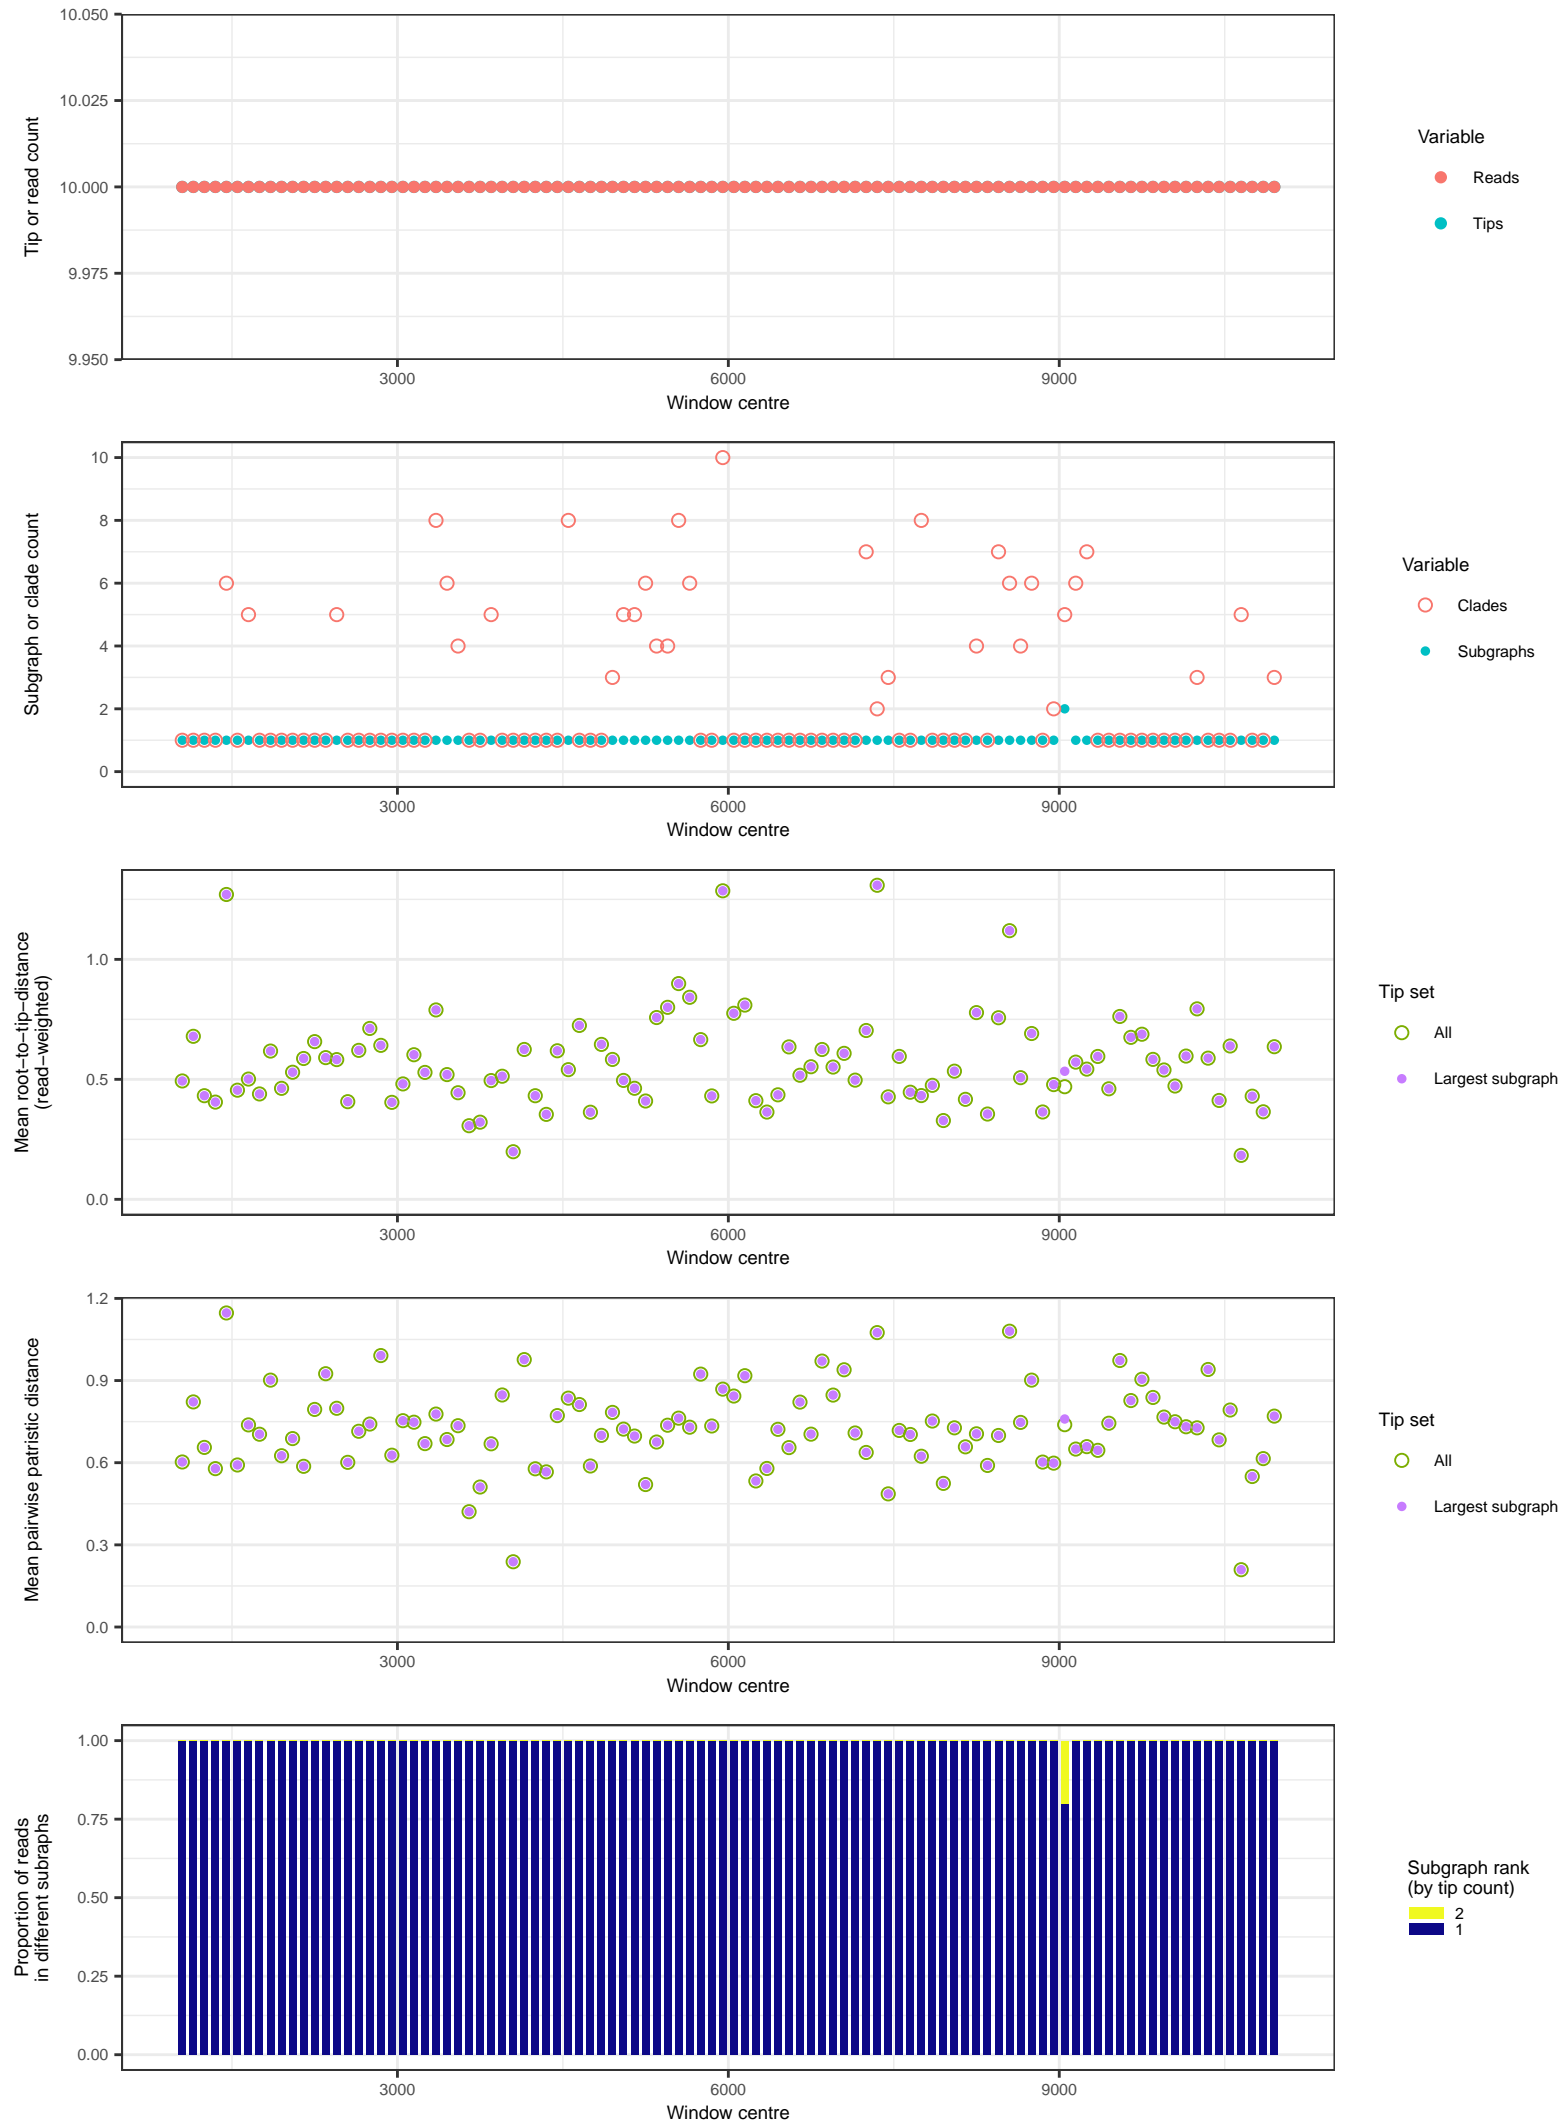 10.050
10.025
10.000
9.975
9.950
Tip or read count
3000
6000
9000
Window centre
Variable
Reads
Tips
10
8
6
4
2
0
Subgraph or clade count
3000
6000
9000
Window centre
Variable
Clades
Subgraphs
1.0
0.5
0.0
Mean root−to−tip−distance
(read−weighted)
3000
6000
9000
Window centre
Tip set
All
Largest subgraph
1.2
0.9
0.6
0.3
0.0
Mean pairwise patristic distance
3000
6000
9000
Window centre
Tip set
All
Largest subgraph
1.00
0.75
0.50
0.25
0.00
Proportion of reads
in different subraphs
3000
6000
9000
Window centre
Subgraph rank
(by tip count)
2
1